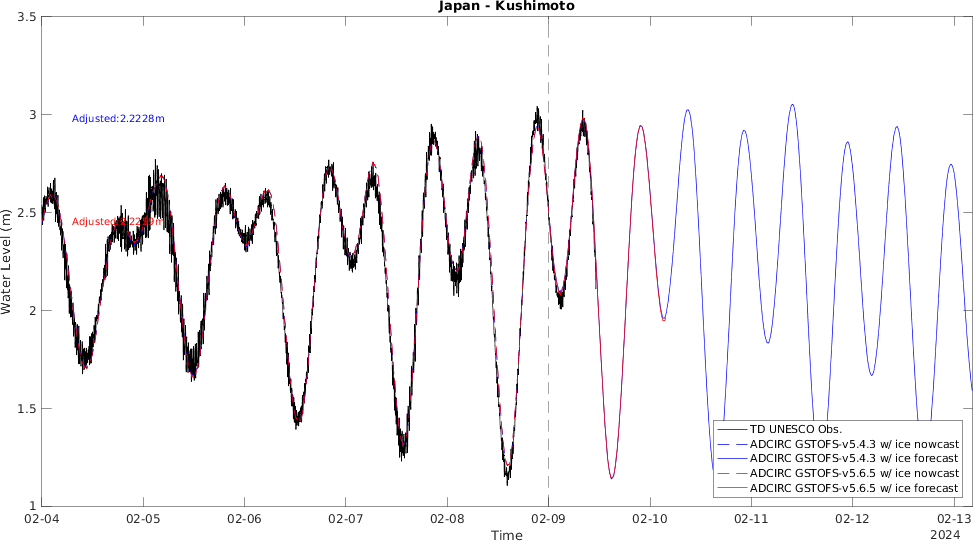 Japan - Kushimoto
3.5
3
2.5
2
1.5
1
Water Level (m)
Adjusted:2.2228m
02-04
02-05
02-06
02-07
02-08
02-09
02-10
02-11
02-12
02-13
Time
2024
TD UNESCO Obs.
ADCIRC GSTOFS-v5.4.3 w/ ice nowcast
ADCIRC GSTOFS-v5.4.3 w/ ice forecast
ADCIRC GSTOFS-v5.6.5 w/ ice nowcast
ADCIRC GSTOFS-v5.6.5 w/ ice forecast